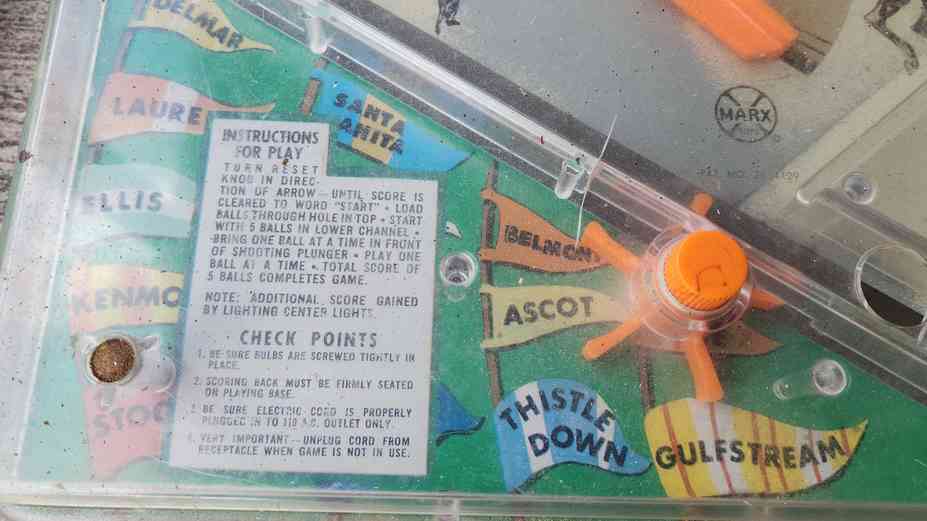 DELMAR
LAURE
ELLIS
KENMO
STOO
SANTA
ANITA
INSTRUCTIONS
FOR PLAY
TURN RESET
KNOB IN DIREC-
TION OF ARROW — UNTIL SCORE IS
CLEARED TO WORD "START" • LOAD
BALLS THROUGH HOLE IN TOP • START
WITH 5 BALLS IN LOWER CHANNEL •
BRING ONE BALL AT A TIME IN FRONT
OF SHOOTING PLUNGER • PLAY ONE
BALL AT A TIME • TOTAL SCORE OF
5 BALLS COMPLETES GAME.
NOTE: ADDITIONAL SCORE GAINED
BY LIGHTING CENTER LIGHTS.
CHECK POINTS
1. BE SURE BULBS ARE SCREWED TIGHTLY IN
PLACE.
2. SCORING BACK MUST BE FIRMLY SEATED
OR PLAYING BASE.
3. BE SURE ELECTRIC CORD IS PROPERLY
PLUGGED IN TO 110 A.C. OUTLET ONLY.
4. VERY IMPORTANT — UNPLUG CORD FROM
RECEPTACLE WHEN GAME IS NOT IN USE.
BELMON
ASCOT
THISTLE
DOWN
GULFSTREAM
MARX
TOYS